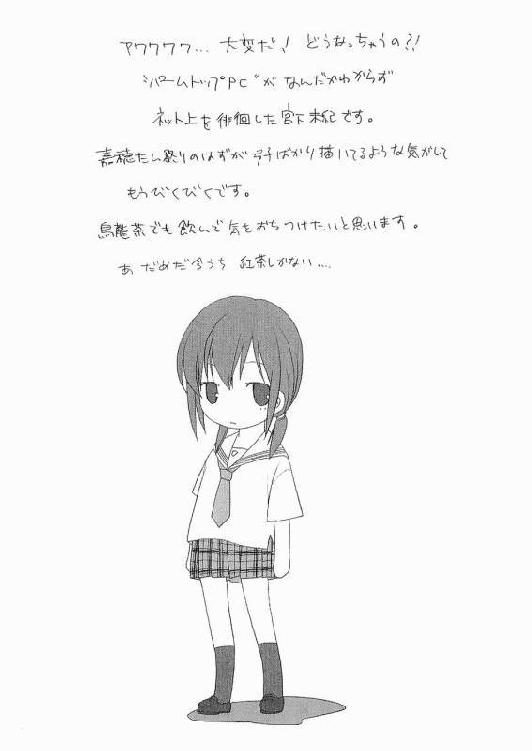 アワワワワ... 大変だ! どうなっちゃうの?!
"パームトップPC"がなんだかわからず
ネット上を徘徊した宮下未紀です。
嘉穂たん祭りのはずが 子ばかり描いてるような気がして
もうびくびくです。
烏龍茶でも飲んで気をおちつけたいと思います。
あ だめだ 今うち 紅茶しかない...